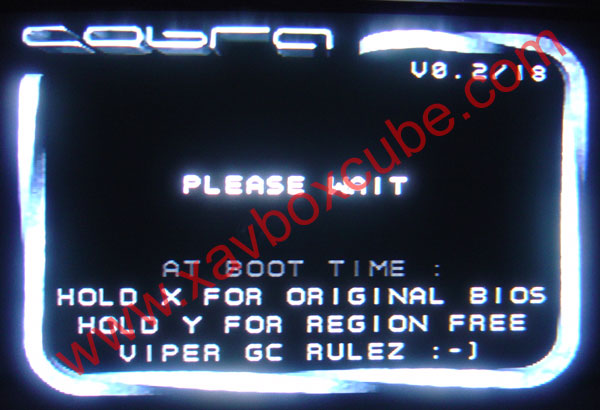 cobra
V0.2/18
PLEASE WAIT
AT BOOT TIME :
HOLD X FOR ORIGINAL BIOS
HOLD Y FOR REGION FREE
VIPER GC RULEZ :-)
www.xavboxcube.com